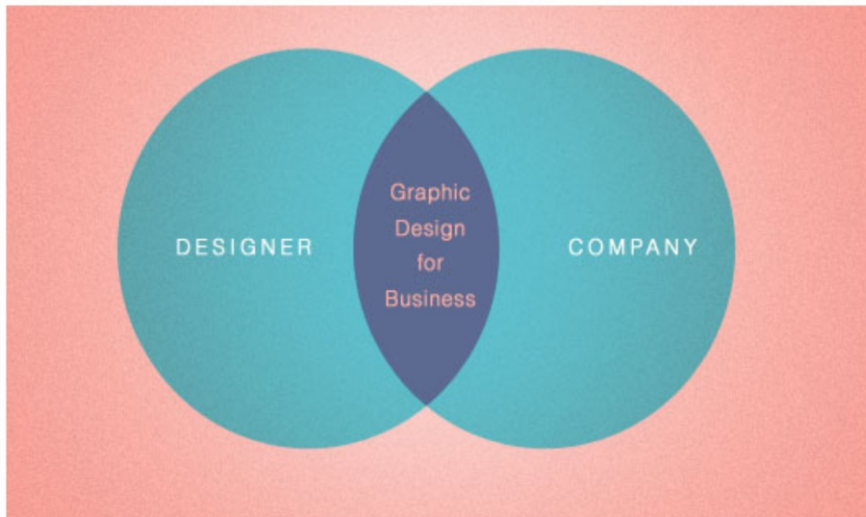 DESIGNER
Graphic
Design
for
Business
COMPANY